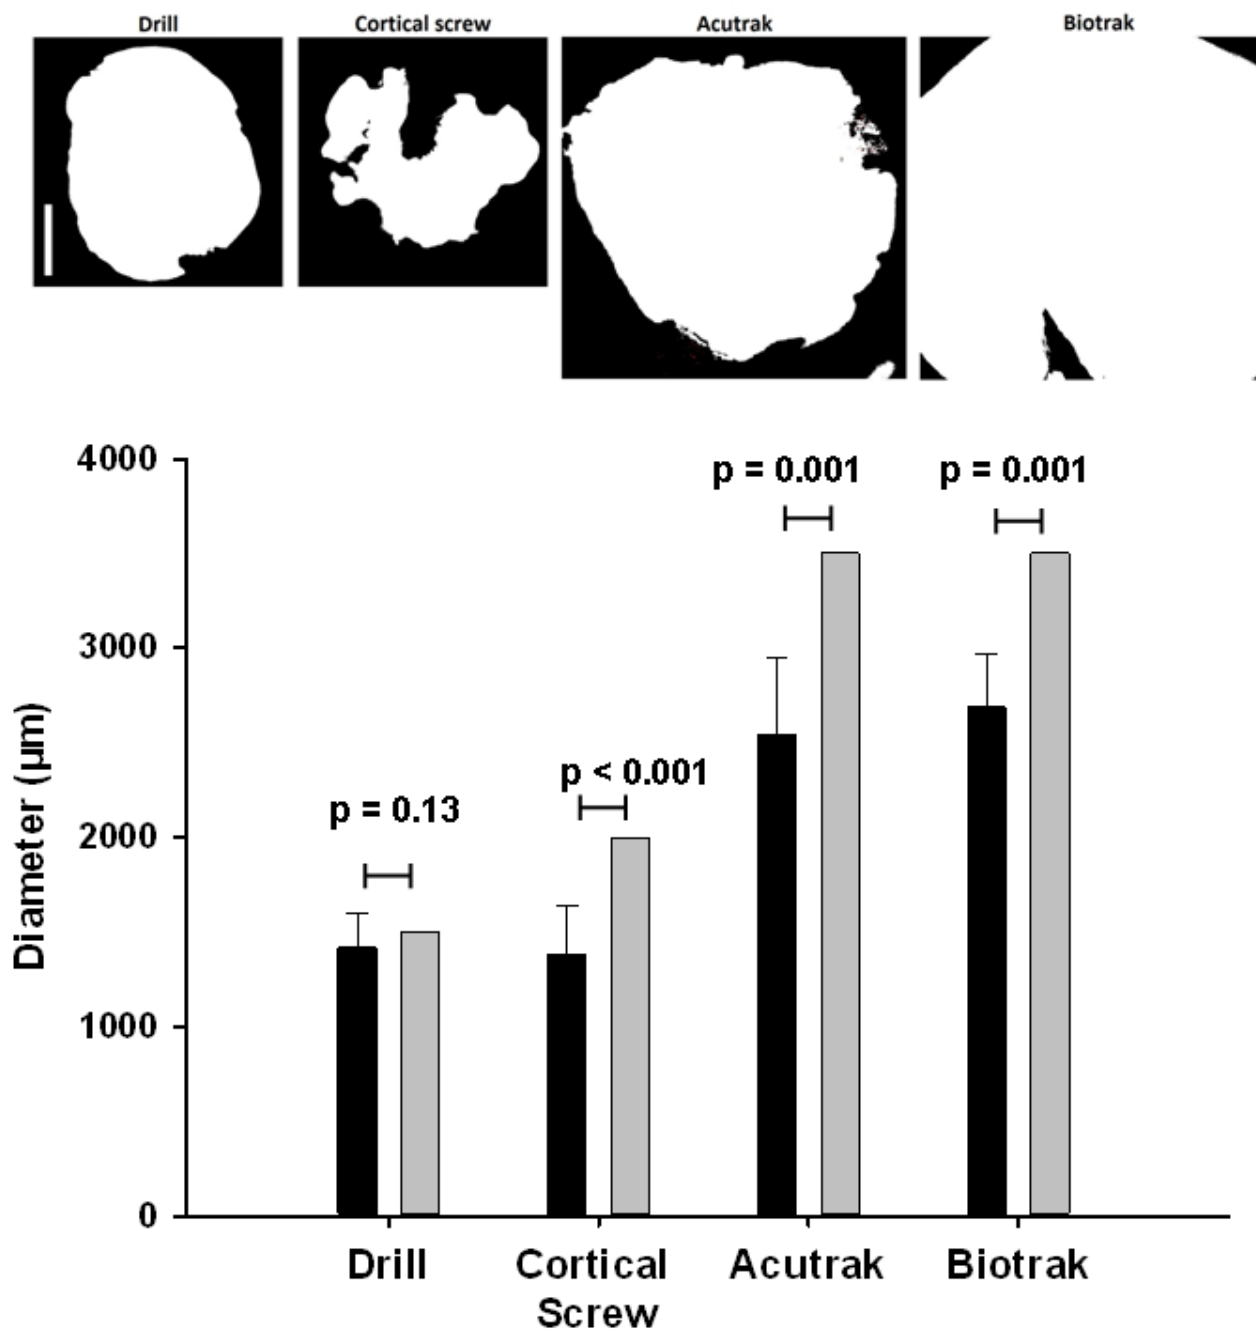 Drill
Cortical screw
Acutrak
Biotrak
4000
3000
2000
1000
0
Diameter (µm)
p = 0.13
p < 0.001
p = 0.001
p = 0.001
Drill
Cortical
Screw
Acutrak
Biotrak